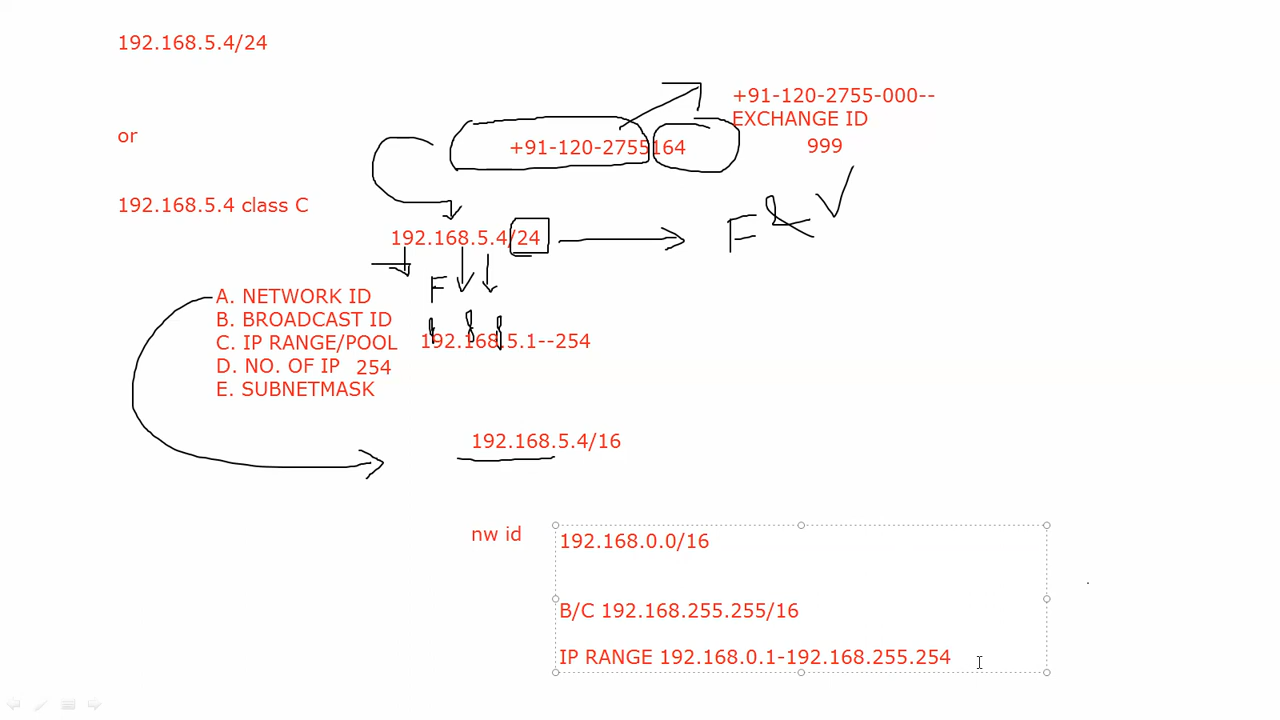 192.168.5.4/24
+91-120-2755-000--
EXCHANGE ID
999
or
+91-120-2755164
192.168.5.4 class C
192.168.5.4/24
F & V
F
A. NETWORK ID
B. BROADCAST ID
C. IP RANGE/POOL 192.168.5.1--254
D. NO. OF IP 254
E. SUBNETMASK
192.168.5.4/16
nw id 192.168.0.0/16
B/C 192.168.255.255/16
IP RANGE 192.168.0.1-192.168.255.254